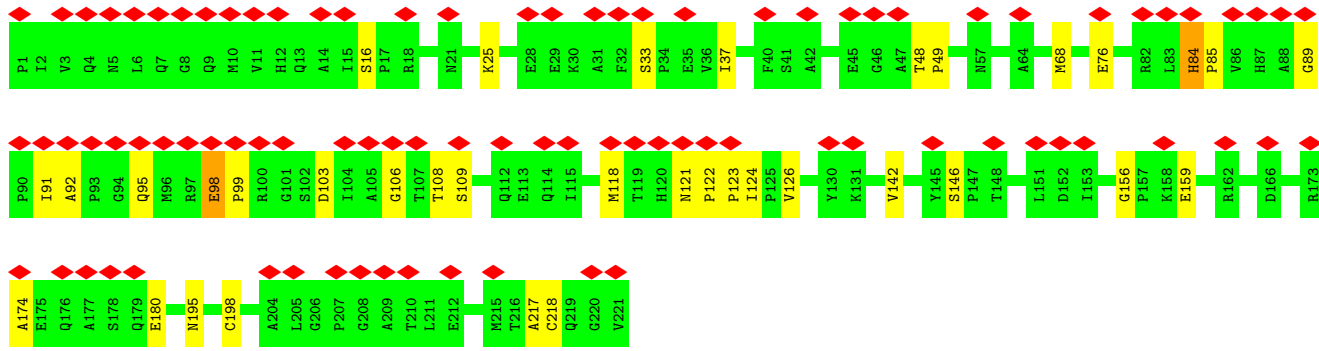 P1 I2 V3 Q4 N5 L6 Q7 G8 Q9 M10 V11 H12 Q13 A14 I15 S16 P17 R18 N21 K25 E28 E29 K30 A31 F32 S33 P34 E35 V36 I37 F40 S41 A42 E45 G46 A47 T48 P49 N57 A64 M68 E76 R82 L83 H84 P85 V86 H87 A88 G89
P90 I91 A92 P93 G94 Q95 M96 R97 E98 P99 R100 G101 S102 D103 I104 A105 G106 T107 T108 S109 Q112 E113 Q114 I115 M118 T119 H120 N121 P122 P123 I124 P125 V126 Y130 K131 V142 Y145 S146 P147 T148 L151 D152 I153 G156 P157 K158 E159 R162 D166 R173
A174 E175 Q176 A177 S178 Q179 E180 N195 C198 A204 L205 G206 P207 G208 A209 T210 L211 E212 M215 T216 A217 C218 Q219 G220 V221